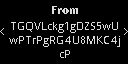 From
TGQVLckg1gDZS5wU
< wPTrPgRG4U8MKC4j >
cP